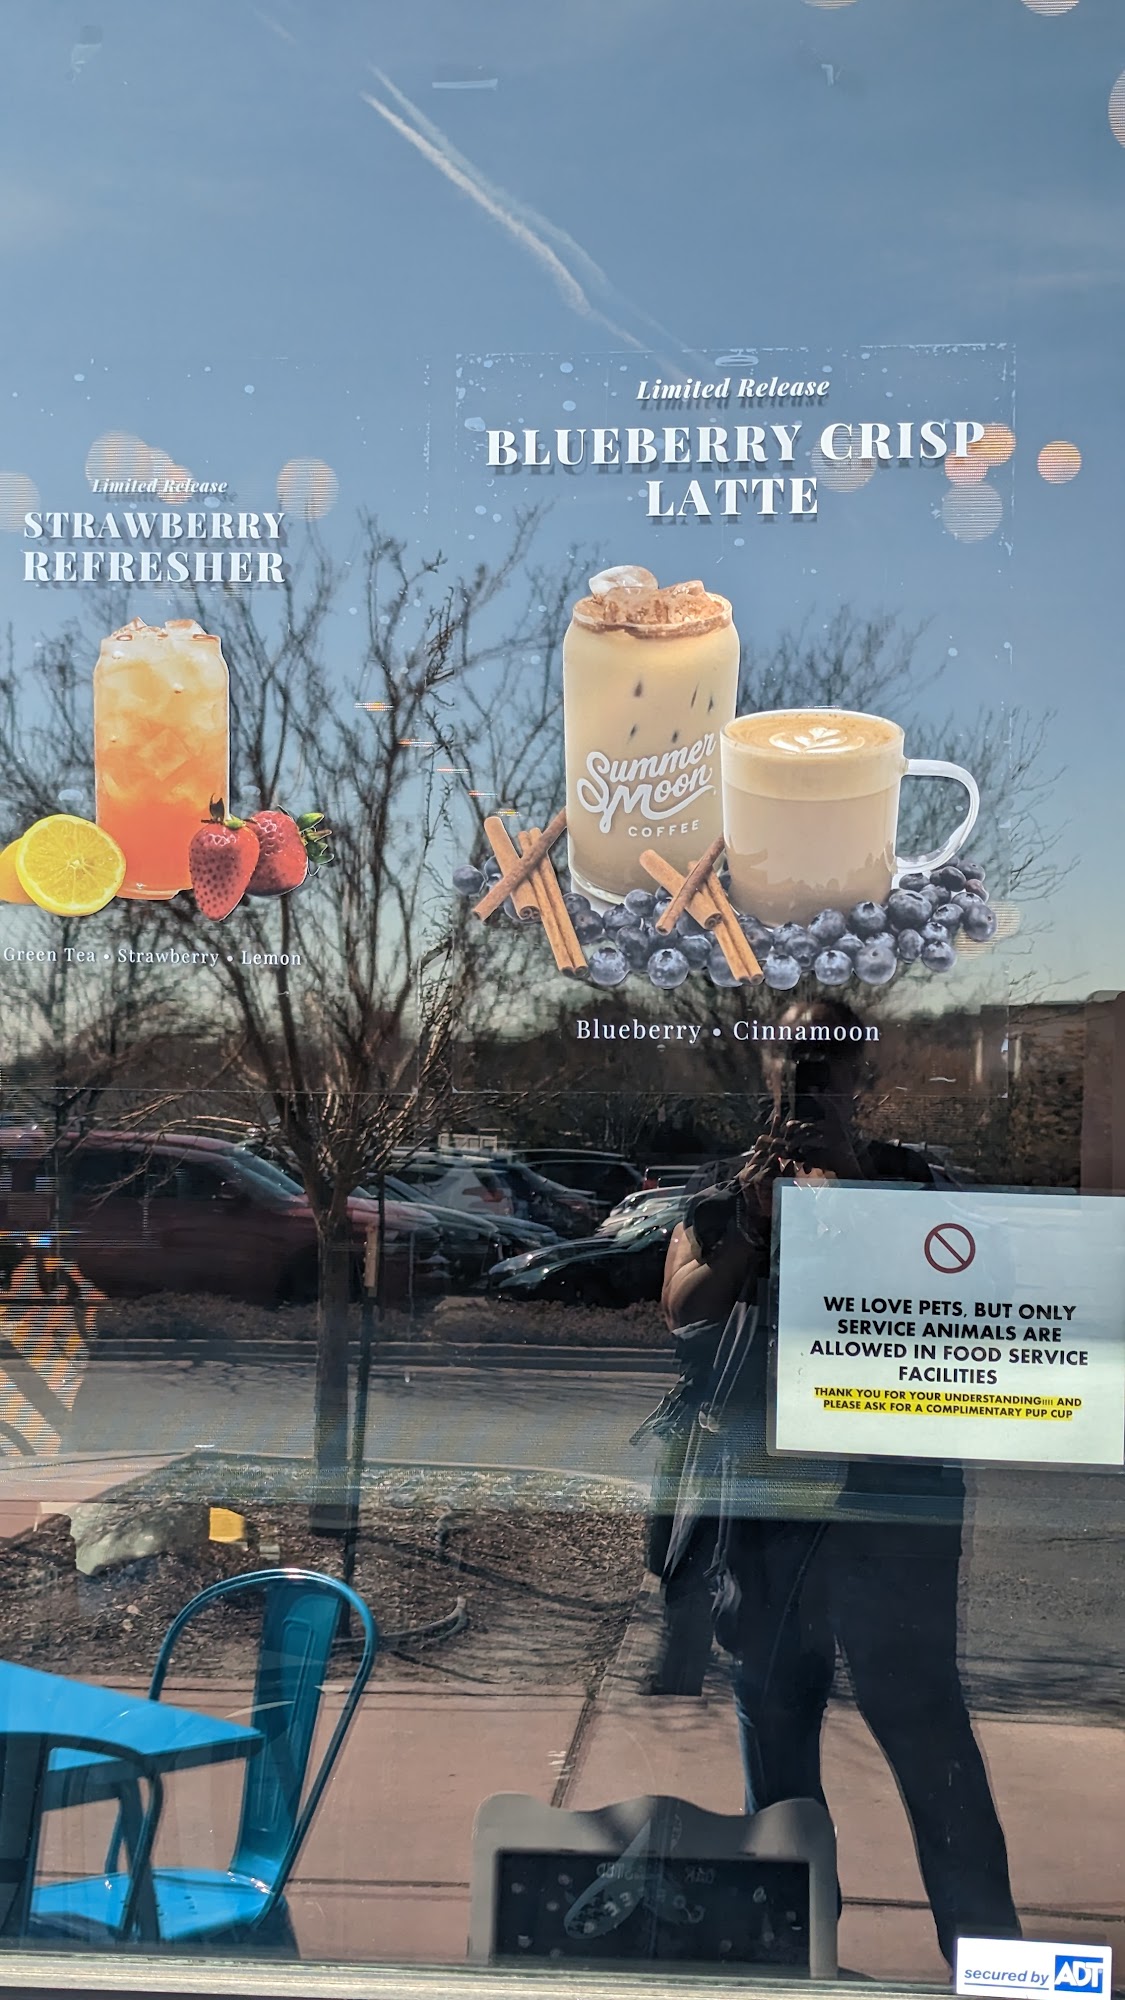 Limited Release
STRAWBERRY
REFRESHER
Green Tea • Strawberry • Lemon
Limited Release
BLUEBERRY CRISP
LATTE
Summer
Moon
COFFEE
Blueberry • Cinnamoon
WE LOVE PETS, BUT ONLY
SERVICE ANIMALS ARE
ALLOWED IN FOOD SERVICE
FACILITIES
THANK YOU FOR YOUR UNDERSTANDING!!!! AND
PLEASE ASK FOR A COMPLIMENTARY PUP CUP
secured by ADT